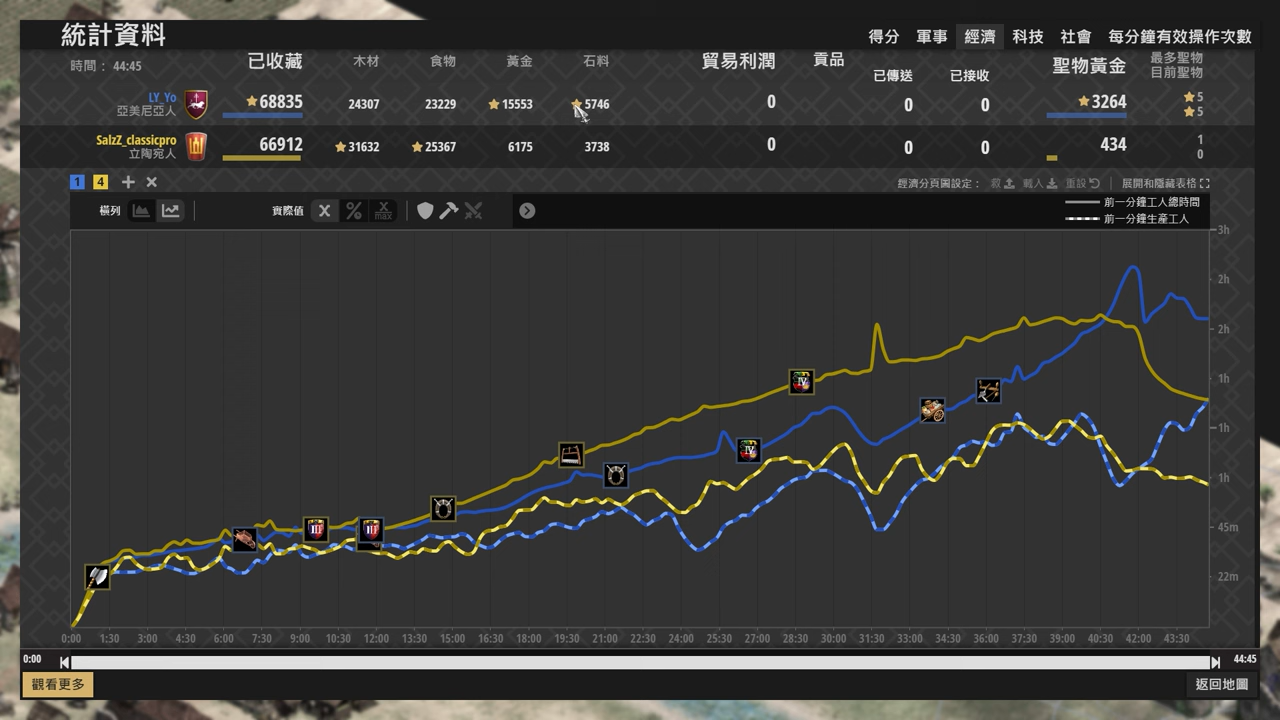 統計資料
得分 軍事 經濟 科技 社會 每分鐘有效操作次數
時間： 44:45
已收藏 木材 食物 黃金 石料 貿易利潤 貢品 已傳送 已接收 聖物黃金 最多聖物
目前聖物
LY_Yo
亞美尼亞人
68835 24307 23229 15553 5746 0 0 0 3264 5
5
SalzZ_classicpro
立陶宛人
66912 31632 25367 6175 3738 0 0 0 434 1
0
1 4
經濟分頁圖設定： 載入 重設 展開和隱藏表格
橫列 實際值 X % X max
前一分鐘工人總時間
前一分鐘生產工人
3h
2h
2h
1h
1h
1h
45m
22m
IV
IV
III
III
0:00 1:30 3:00 4:30 6:00 7:30 9:00 10:30 12:00 13:30 15:00 16:30 18:00 19:30 21:00 22:30 24:00 25:30 27:00 28:30 30:00 31:30 33:00 34:30 36:00 37:30 39:00 40:30 42:00 43:30
0:00 44:45
觀看更多 返回地圖